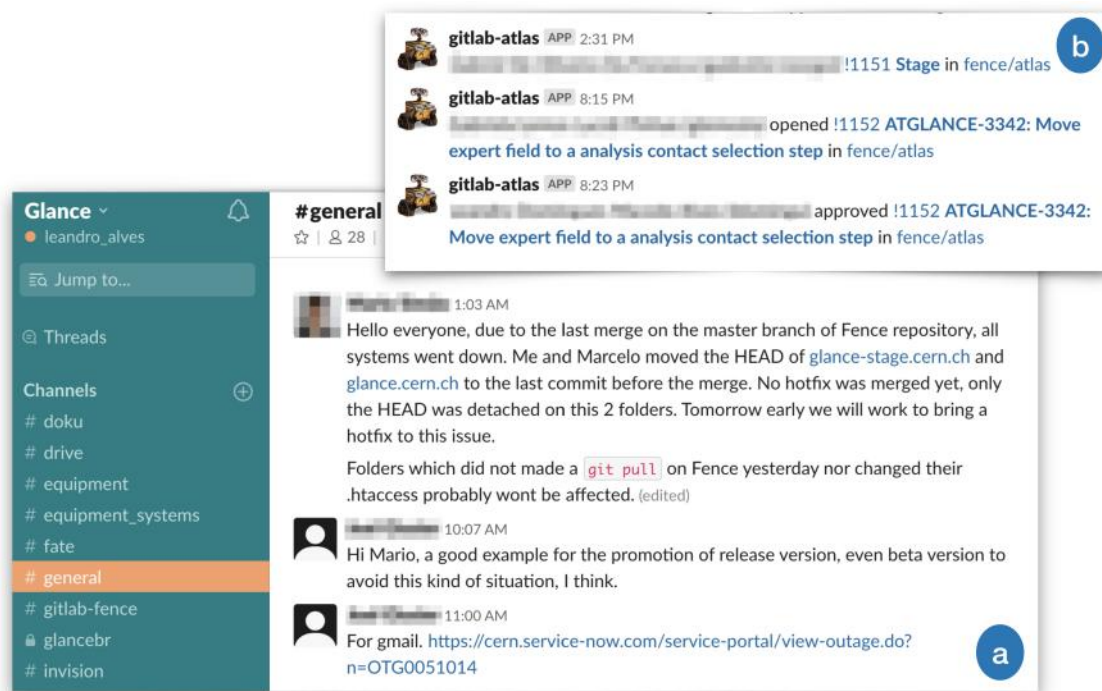 gitlab-atlas APP 2:31 PM
!1151 Stage in fence/atlas
b
gitlab-atlas APP 8:15 PM
opened !1152 ATGLANCE-3342: Move
expert field to a analysis contact selection step in fence/atlas
gitlab-atlas APP 8:23 PM
approved !1152 ATGLANCE-3342:
Move expert field to a analysis contact selection step in fence/atlas
Glance
leandro_alves
Jump to...
Threads
Channels
# doku
# drive
# equipment
# equipment_systems
# fate
# general
# gitlab-fence
glancebr
# invision
#general
28
1:03 AM
Hello everyone, due to the last merge on the master branch of Fence repository, all
systems went down. Me and Marcelo moved the HEAD of glance-stage.cern.ch and
glance.cern.ch to the last commit before the merge. No hotfix was merged yet, only
the HEAD was detached on this 2 folders. Tomorrow early we will work to bring a
hotfix to this issue.
Folders which did not made a git pull on Fence yesterday nor changed their
.htaccess probably wont be affected. (edited)
10:07 AM
Hi Mario, a good example for the promotion of release version, even beta version to
avoid this kind of situation, I think.
11:00 AM
For gmail. https://cern.service-now.com/service-portal/view-outage.do?
n=OTG0051014
a